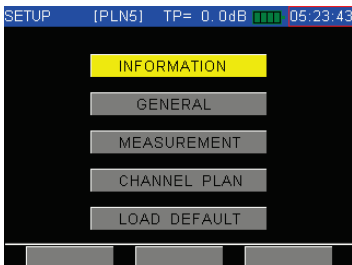 SETUP [PLN5] TP= 0.0dB 05:23:43
INFORMATION
GENERAL
MEASUREMENT
CHANNEL PLAN
LOAD DEFAULT